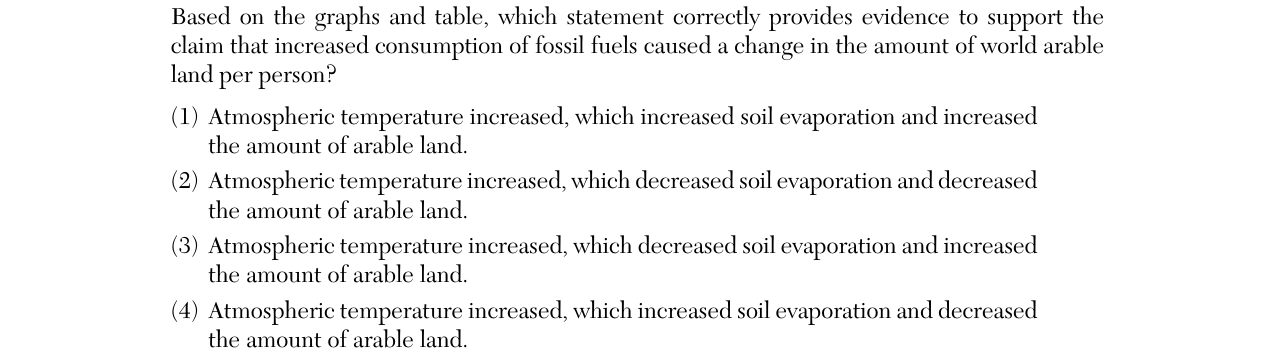 Based on the graphs and table, which statement correctly provides evidence to support the
claim that increased consumption of fossil fuels caused a change in the amount of world arable
land per person?
(1) Atmospheric temperature increased, which increased soil evaporation and increased
the amount of arable land.
(2) Atmospheric temperature increased, which decreased soil evaporation and decreased
the amount of arable land.
(3) Atmospheric temperature increased, which decreased soil evaporation and increased
the amount of arable land.
(4) Atmospheric temperature increased, which increased soil evaporation and decreased
the amount of arable land.